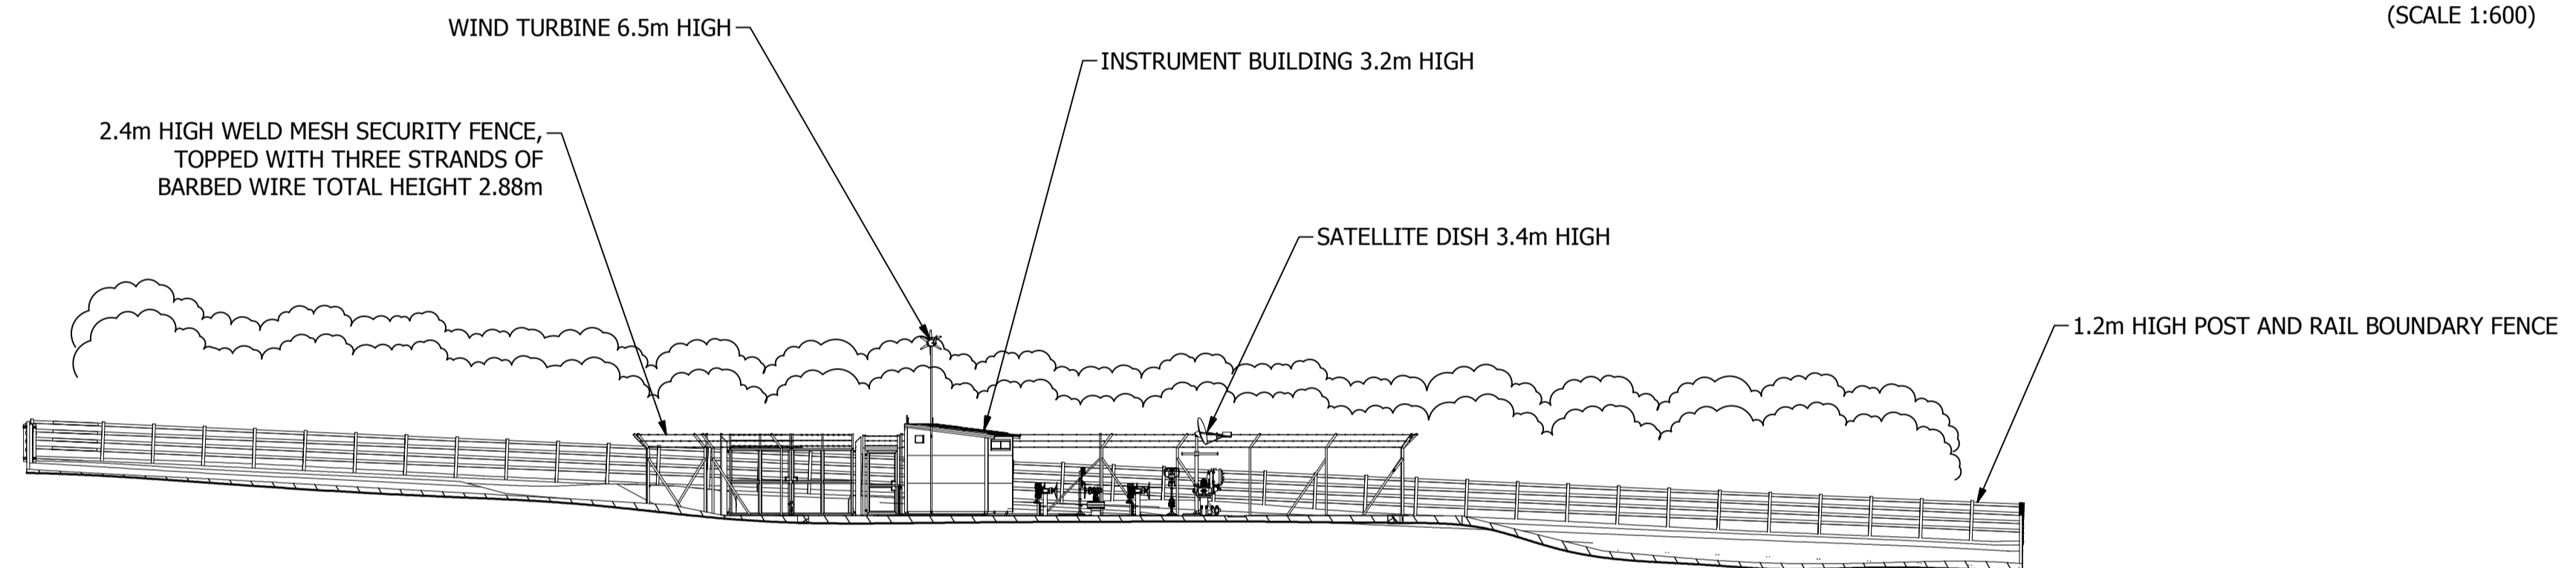 (SCALE 1:600)
WIND TURBINE 6.5m HIGH
INSTRUMENT BUILDING 3.2m HIGH
2.4m HIGH WELD MESH SECURITY FENCE,
TOPPED WITH THREE STRANDS OF
BARBED WIRE TOTAL HEIGHT 2.88m
SATELLITE DISH 3.4m HIGH
1.2m HIGH POST AND RAIL BOUNDARY FENCE